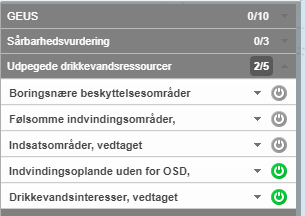 GEUS 0/10
Sårbarhedsvurdering 0/3
Udpegede drikkevandsressourcer 2/5
Boringsnære beskyttelsesområder
Følsomme indvindingsområder,
Indsatsområder, vedtaget
Indvindingsoplande uden for OSD,
Drikkevandsinteresser, vedtaget